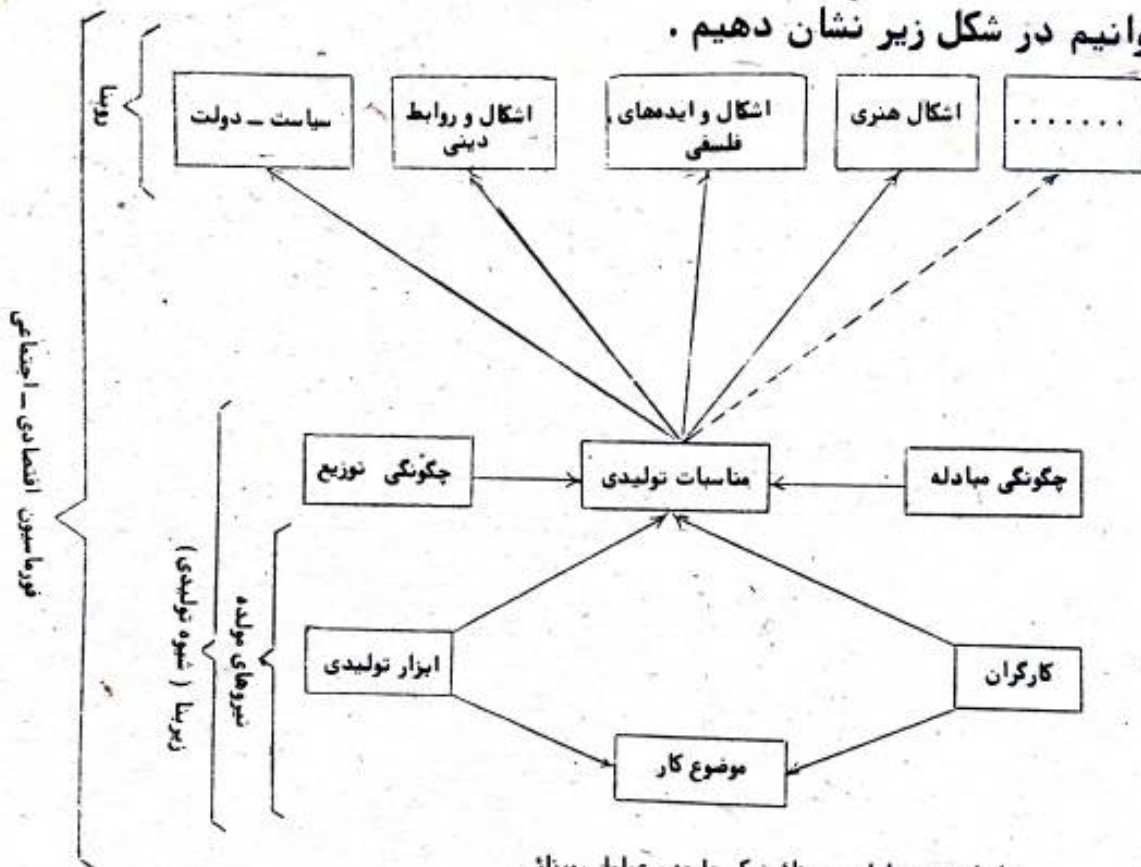 وانیم در شکل زیر نشان دهیم .
. . . . . . .
اشکال هنری
اشکال و ایده‌های
فلسفی
اشکال و روابط
دینی
سیاست ـ دولت
روبنا
چگونگی مبادله
مناسبات تولیدی
چگونگی توزیع
کارگران
ابزار تولیدی
موضوع کار
نیروهای مولده
زیربنا ( شیوه تولیدی )
فورماسیون اقتصادی ـ اجتماعی